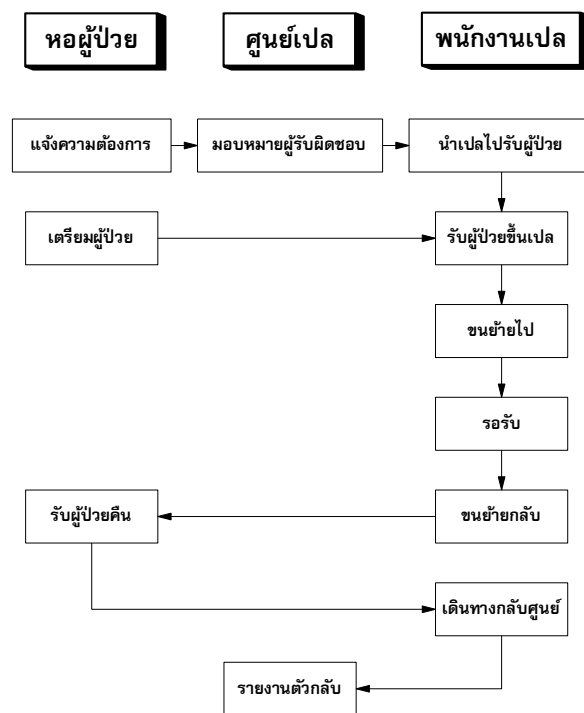 หอผู้ป่วย
ศูนย์เปล
พนักงานเปล
แจ้งความต้องการ
มอบหมายผู้รับผิดชอบ
นำเปลไปรับผู้ป่วย
เตรียมผู้ป่วย
รับผู้ป่วยขึ้นเปล
ขนย้ายไป
รอรับ
รับผู้ป่วยคืน
ขนย้ายกลับ
เดินทางกลับศูนย์
รายงานตัวกลับ